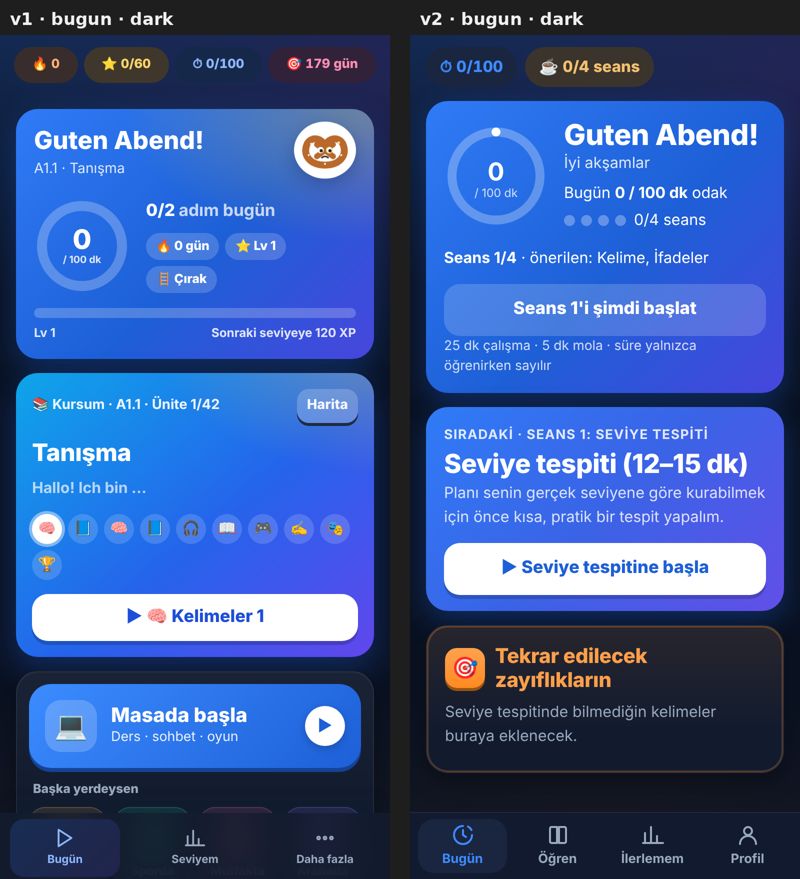 v1 · bugun · dark
🔥 0
⭐ 0/60
⏱ 0/100
🎯 179 gün
Guten Abend!
A1.1 · Tanışma
0
/ 100 dk
0/2 adım bugün
🔥 0 gün
⭐ Lv 1
🪜 Çırak
Lv 1
Sonraki seviyeye 120 XP
📚 Kursum · A1.1 · Ünite 1/42
Harita
Tanışma
Hallo! Ich bin ...
▶ 🧠 Kelimeler 1
Masada başla
Ders · sohbet · oyun
Başka yerdeysen
Bugün
Seviyem
Daha fazla
v2 · bugun · dark
⏱ 0/100
☕ 0/4 seans
0
/ 100 dk
Guten Abend!
İyi akşamlar
Bugün 0 / 100 dk odak
0/4 seans
Seans 1/4 · önerilen: Kelime, İfadeler
Seans 1'i şimdi başlat
25 dk çalışma · 5 dk mola · süre yalnızca
öğrenirken sayılır
SIRADAKİ · SEANS 1: SEVİYE TESPİTİ
Seviye tespiti (12–15 dk)
Planı senin gerçek seviyene göre kurabilmek
için önce kısa, pratik bir tespit yapalım.
▶ Seviye tespitine başla
Tekrar edilecek
zayıflıkların
Seviye tespitinde bilmediğin kelimeler
buraya eklenecek.
Bugün
Öğren
İlerlemem
Profil